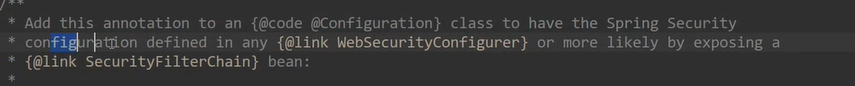 /**
* Add this annotation to an {@code @Configuration} class to have the Spring Security
* configuration defined in any {@link WebSecurityConfigurer} or more likely by exposing a
* {@link SecurityFilterChain} bean:
*